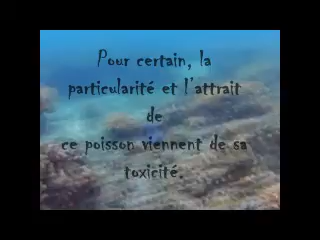 Pour certain, la
particularité et l'attrait
de
ce poisson viennent de sa
toxicité.